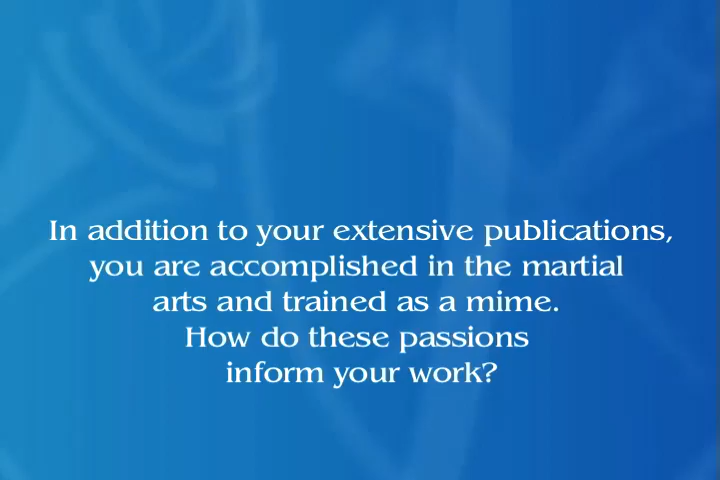 In addition to your extensive publications,
you are accomplished in the martial
arts and trained as a mime.
How do these passions
inform your work?